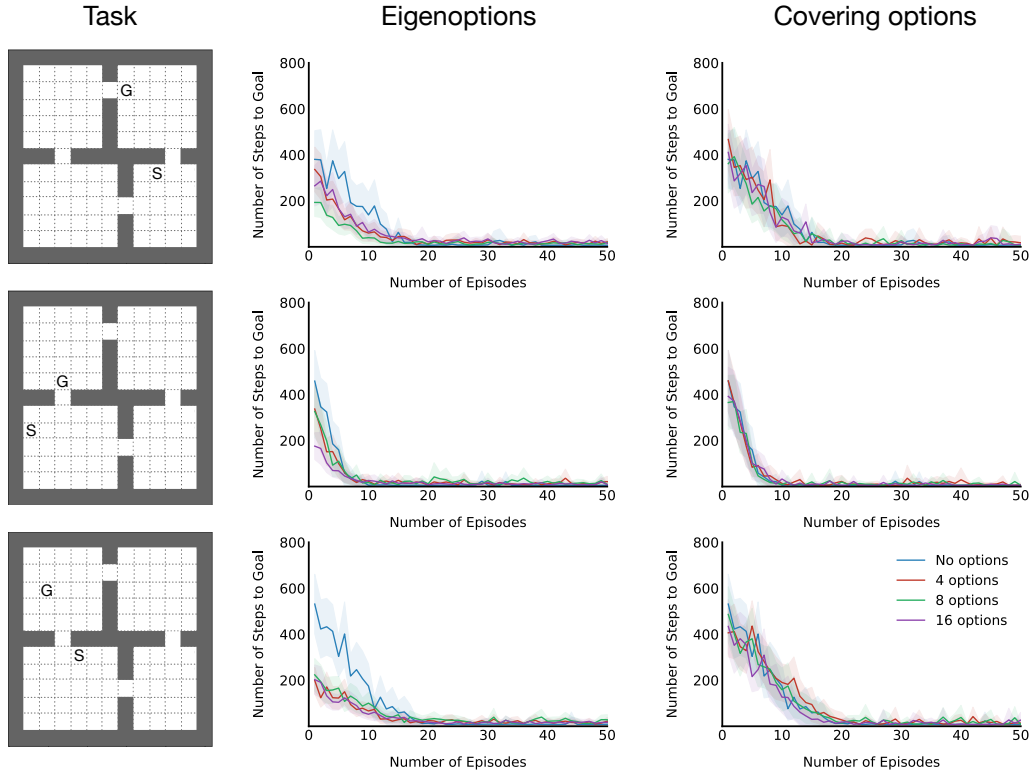 Task
Eigenoptions
Covering options
G
S
Number of Steps to Goal
800
600
400
200
0 10 20 30 40 50
Number of Episodes
Number of Steps to Goal
800
600
400
200
0 10 20 30 40 50
Number of Episodes
G
S
Number of Steps to Goal
800
600
400
200
0 10 20 30 40 50
Number of Episodes
Number of Steps to Goal
800
600
400
200
0 10 20 30 40 50
Number of Episodes
G
S
Number of Steps to Goal
800
600
400
200
0 10 20 30 40 50
Number of Episodes
Number of Steps to Goal
800
600
400
200
0 10 20 30 40 50
Number of Episodes
No options
4 options
8 options
16 options